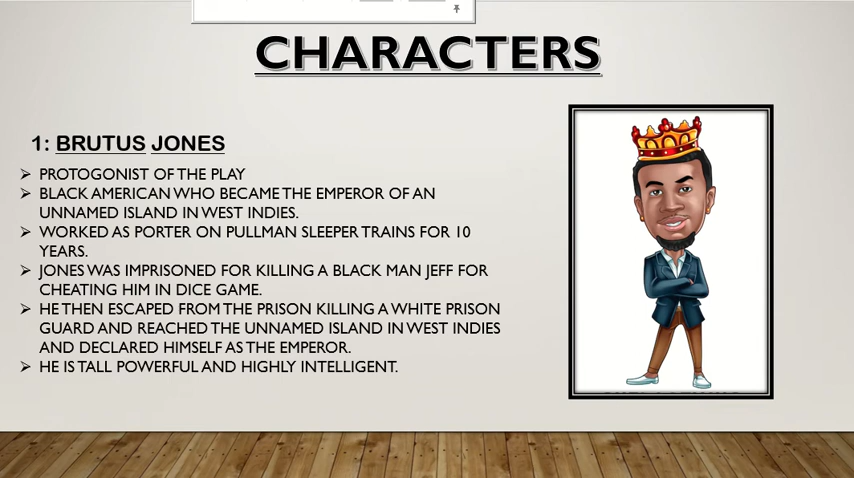 CHARACTERS
1: BRUTUS JONES
➢ PROTOGONIST OF THE PLAY
➢ BLACK AMERICAN WHO BECAME THE EMPEROR OF AN
UNNAMED ISLAND IN WEST INDIES.
➢ WORKED AS PORTER ON PULLMAN SLEEPER TRAINS FOR 10
YEARS.
➢ JONES WAS IMPRISONED FOR KILLING A BLACK MAN JEFF FOR
CHEATING HIM IN DICE GAME.
➢ HE THEN ESCAPED FROM THE PRISON KILLING A WHITE PRISON
GUARD AND REACHED THE UNNAMED ISLAND IN WEST INDIES
AND DECLARED HIMSELF AS THE EMPEROR.
➢ HE IS TALL POWERFUL AND HIGHLY INTELLIGENT.